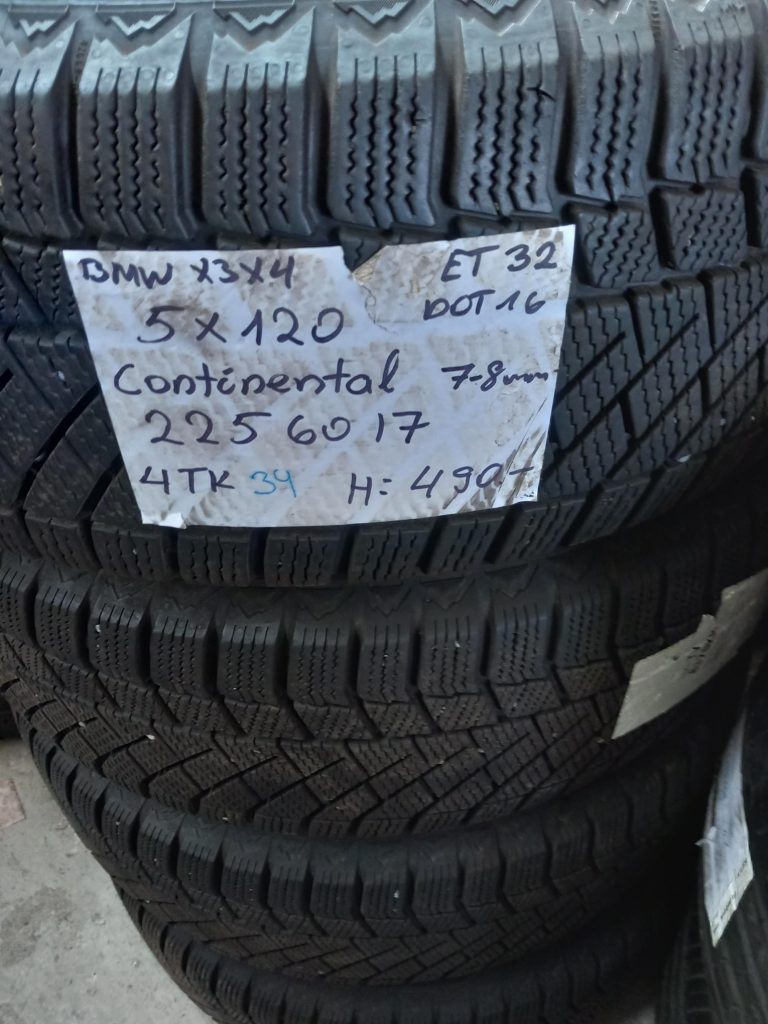 BMW X3X4 ET 32
DOT16
5x120
Continental 7-8mm
225 60 17
4TK 34 H: 490.-